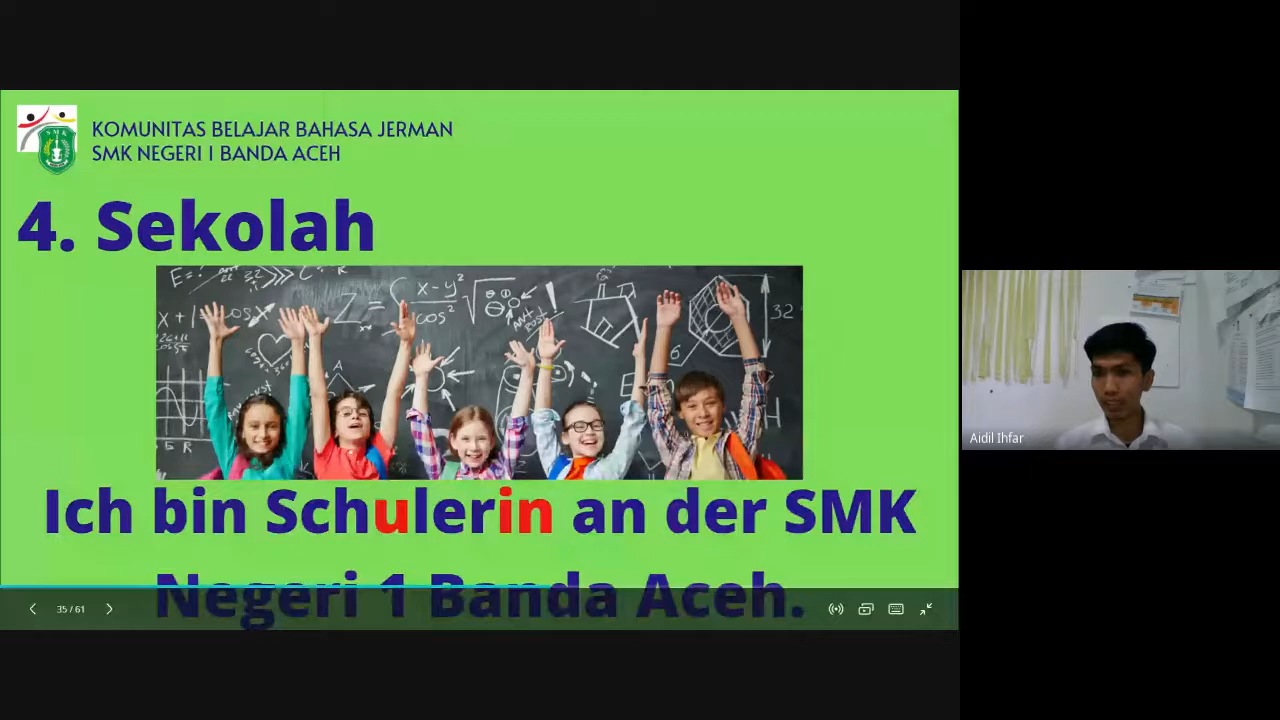 KOMUNITAS BELAJAR BAHASA JERMAN
SMK NEGERI 1 BANDA ACEH
4. Sekolah
Ich bin Schulerin an der SMK
Negeri 1 Banda Aceh.
35 / 61
Aidil Ihfar